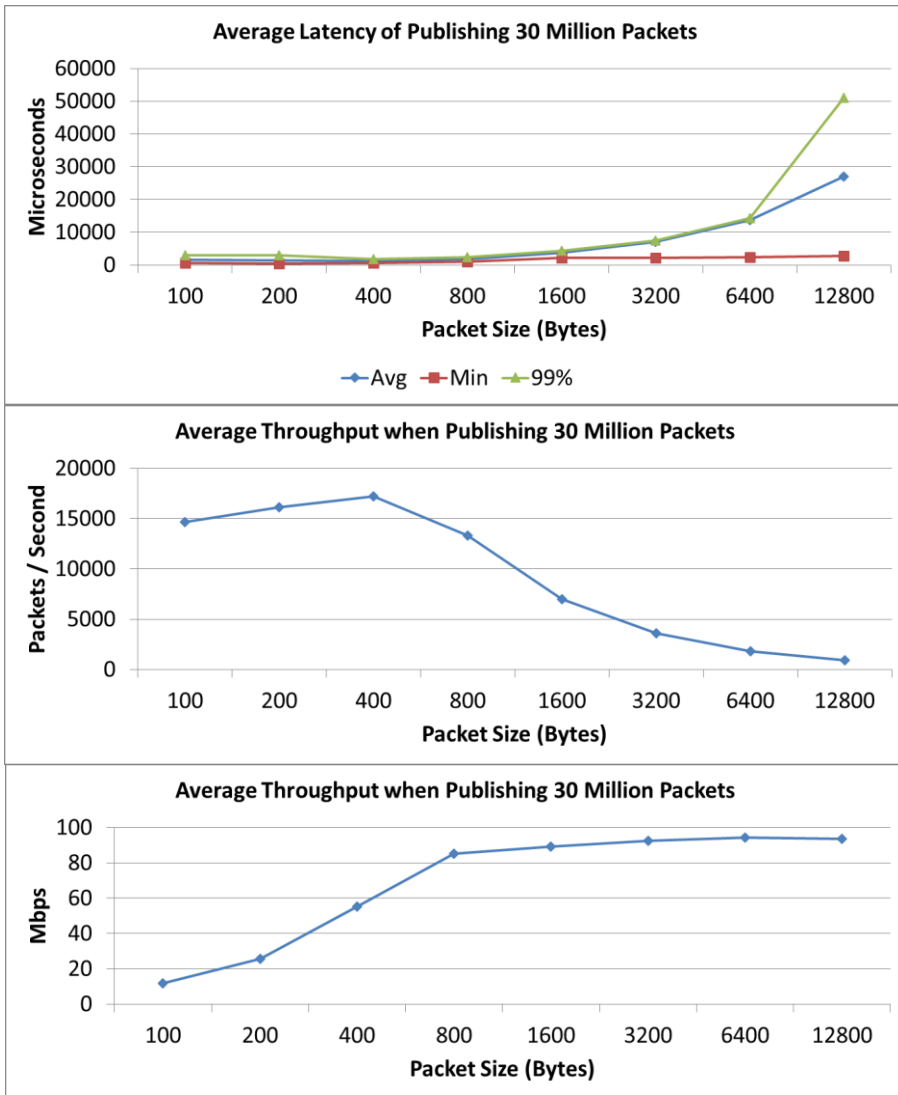 Average Latency of Publishing 30 Million Packets
60000
50000
40000
30000
20000
10000
0
Microseconds
100 200 400 800 1600 3200 6400 12800
Packet Size (Bytes)
Avg Min 99%
Average Throughput when Publishing 30 Million Packets
20000
15000
10000
5000
0
Packets / Second
100 200 400 800 1600 3200 6400 12800
Packet Size (Bytes)
Average Throughput when Publishing 30 Million Packets
100
80
60
40
20
0
Mbps
100 200 400 800 1600 3200 6400 12800
Packet Size (Bytes)